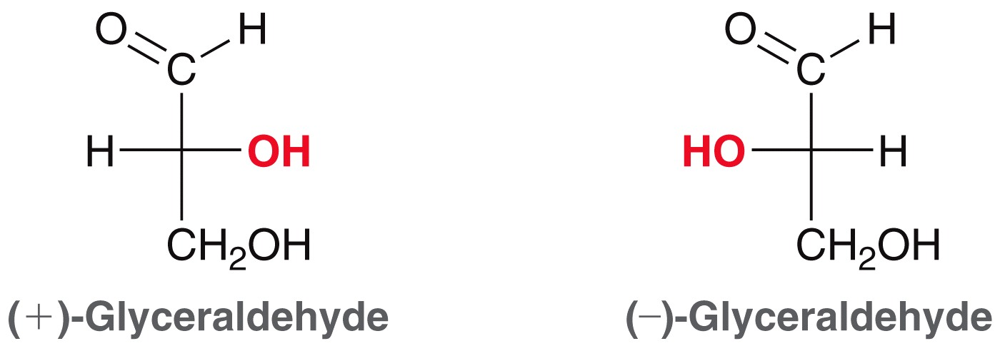 O H O H
C C
H OH HO H
CH₂OH CH₂OH
(+)-Glyceraldehyde (−)-Glyceraldehyde